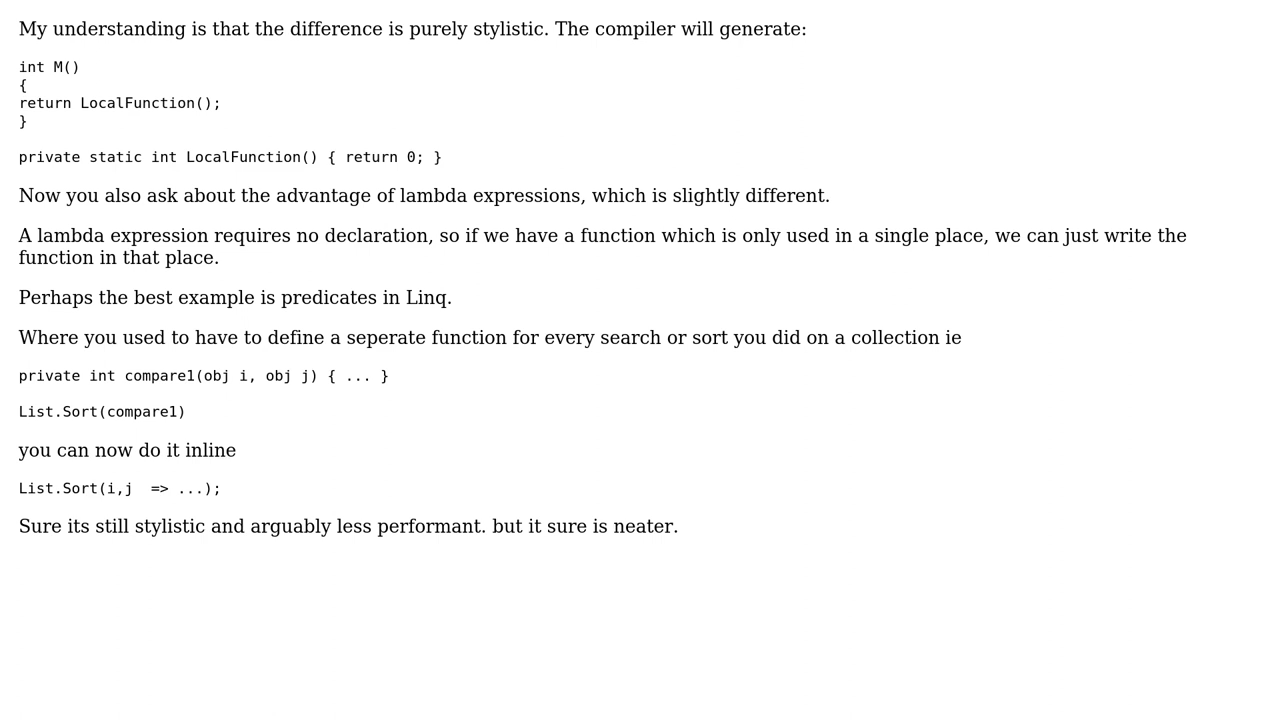 My understanding is that the difference is purely stylistic. The compiler will generate:
int M()
{
return LocalFunction();
}
private static int LocalFunction() { return 0; }
Now you also ask about the advantage of lambda expressions, which is slightly different.
A lambda expression requires no declaration, so if we have a function which is only used in a single place, we can just write the
function in that place.
Perhaps the best example is predicates in Linq.
Where you used to have to define a seperate function for every search or sort you did on a collection ie
private int compare1(obj i, obj j) { ... }
List.Sort(compare1)
you can now do it inline
List.Sort(i,j  => ...);
Sure its still stylistic and arguably less performant. but it sure is neater.